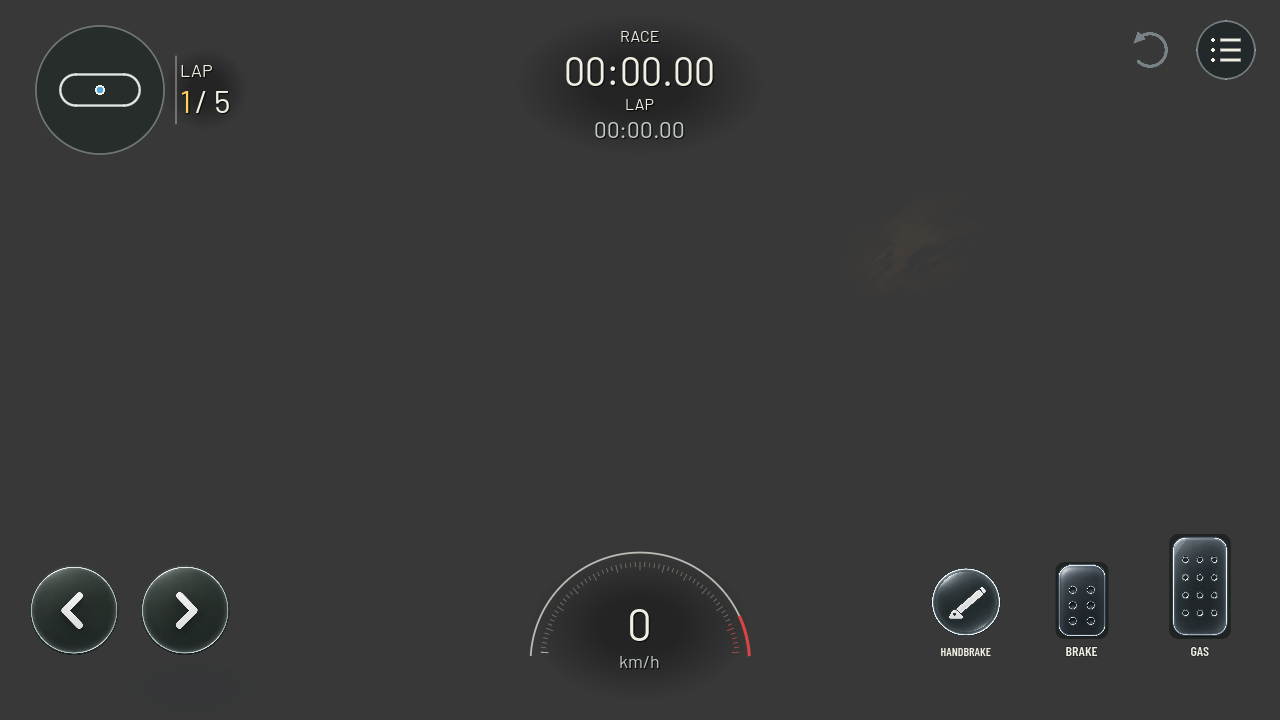 LAP
1/ 5
RACE
00:00.00
LAP
00:00.00
0
km/h
HANDBRAKE
BRAKE
GAS